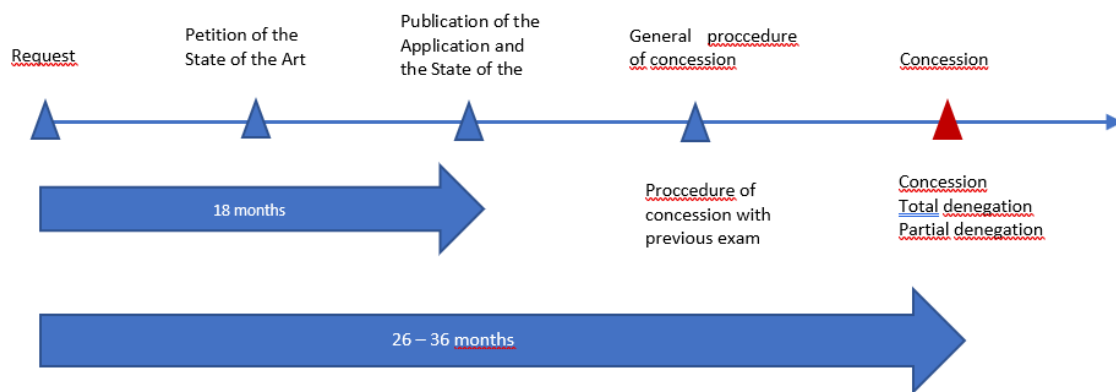 Request
Petition of the
State of the Art
Publication of the
Application and
the State of the
General proccedure
of concession
Concession
18 months
Proccedure of
concession with
previous exam
Concession
Total denegation
Partial denegation
26 – 36 months